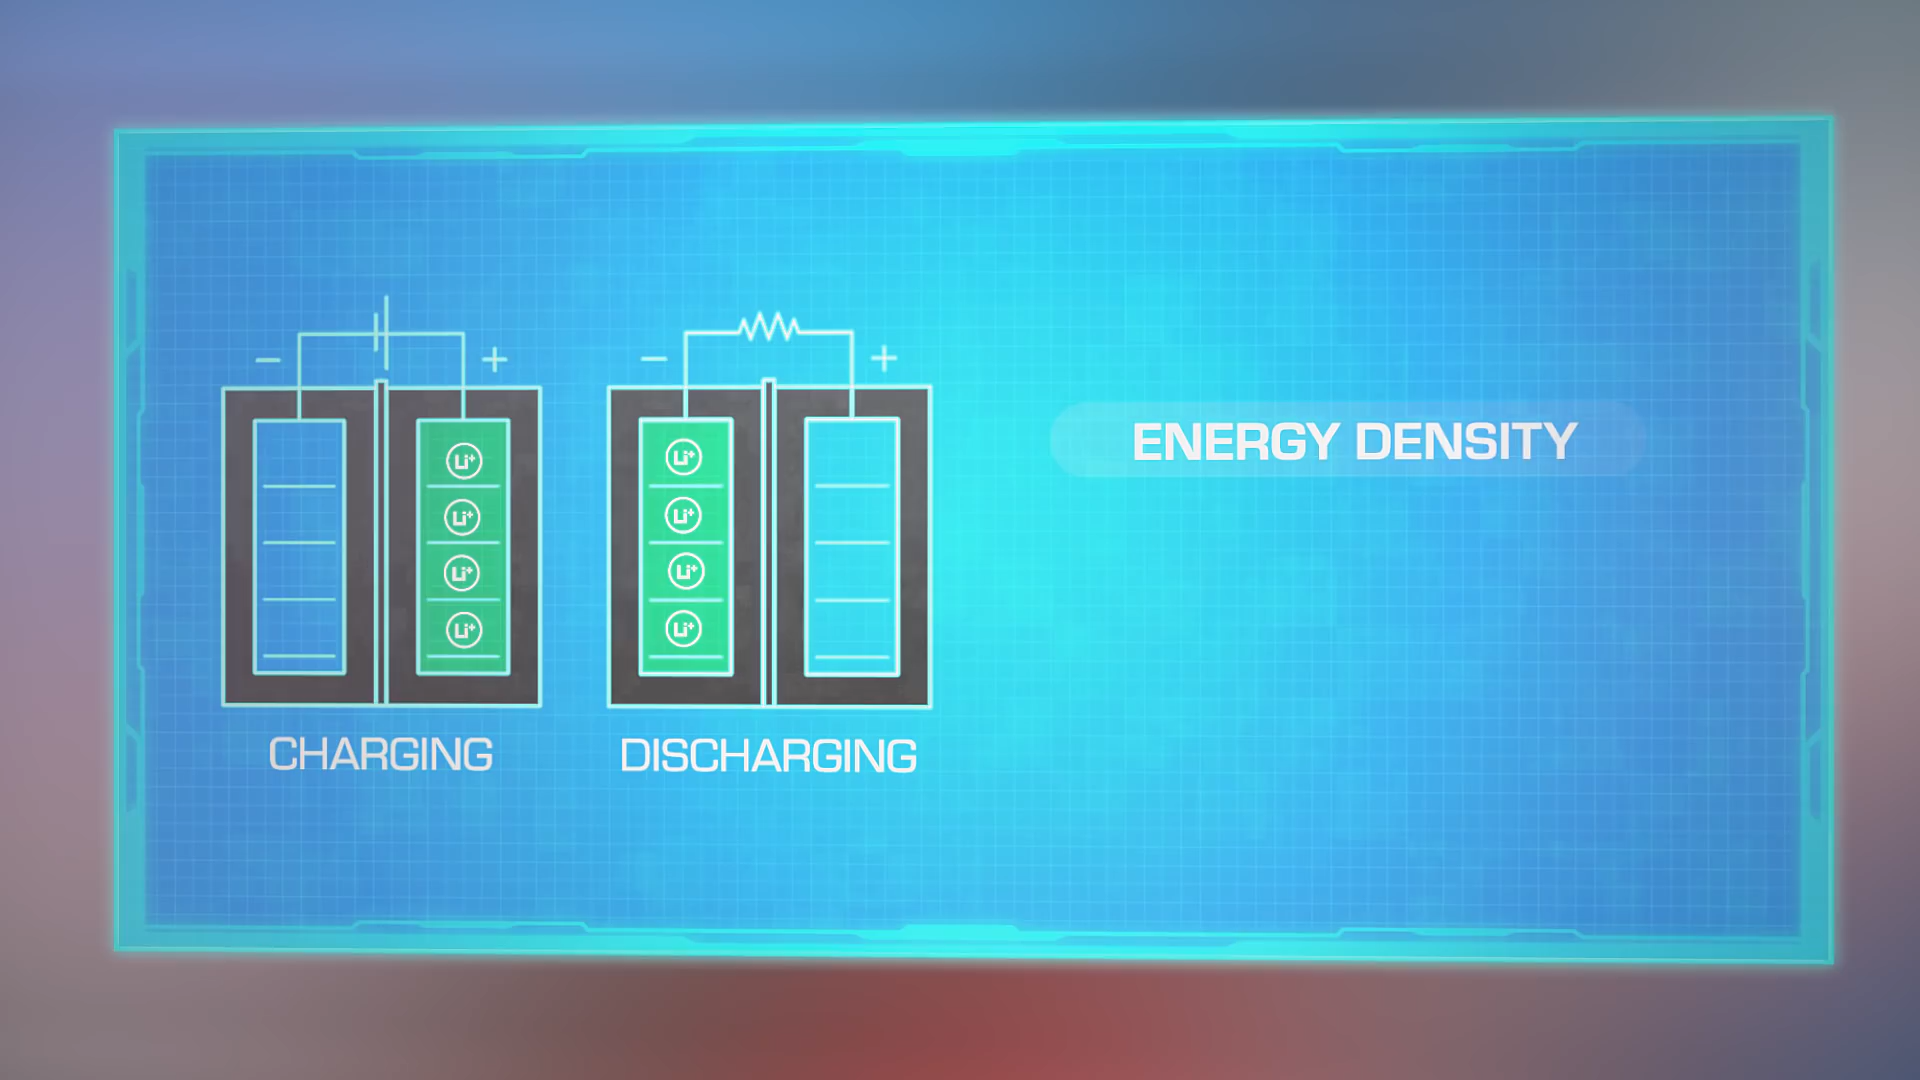 − +
− +
Li+ Li+
Li+ Li+
Li+ Li+
Li+ Li+
CHARGING DISCHARGING
ENERGY DENSITY